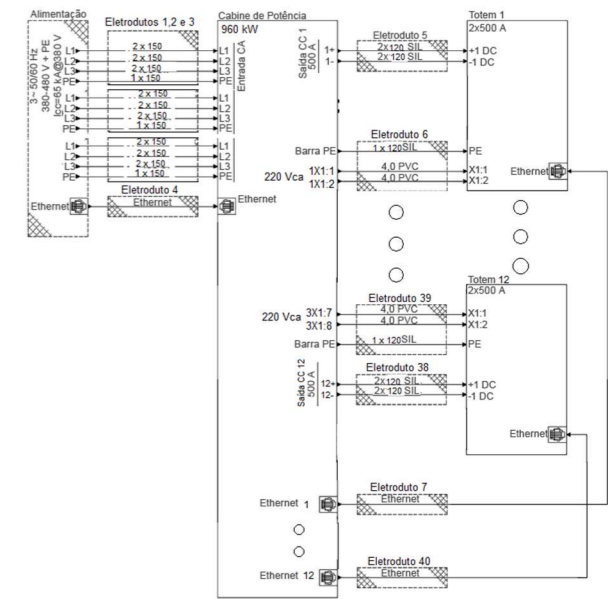 Alimentação
Eletrodutos 1,2 e 3
Cabine de Potência
960 kW
Totem 1
2x500 A
3~ 50/60 Hz
380-480 V + PE
Icc=65 kA@380 V
L1
L2
L3
PE
2 x 150
2 x 150
2 x 150
1 x 150
L1
L2
L3
PE
Entrada CA
L1
L2
L3
PE
2 x 150
2 x 150
2 x 150
1 x 150
L1
L2
L3
PE
L1
L2
L3
PE
2 x 150
2 x 150
2 x 150
1 x 150
L1
L2
L3
PE
Eletroduto 4
Ethernet
Ethernet
Ethernet
Saída CC 1
500 A
1+
1-
Eletroduto 5
2x120 SIL
2x120 SIL
+1 DC
-1 DC
Eletroduto 6
Barra PE
1 x 120SIL
PE
220 Vca
1X1:1
1X1:2
4,0 PVC
4,0 PVC
X1:1
X1:2
Ethernet
Totem 12
2x500 A
Eletroduto 39
220 Vca
3X1:7
3X1:8
4,0 PVC
4,0 PVC
X1:1
X1:2
Barra PE
1 x 120SIL
PE
Eletroduto 38
Saída CC 12
500 A
12+
12-
2x120 SIL.
2x120 SIL.
+1 DC
-1 DC
Ethernet
Eletroduto 7
Ethernet 1
Ethernet
Eletroduto 40
Ethernet 12
Ethernet